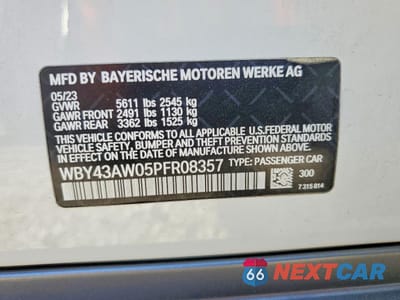 MFD BY BAYERISCHE MOTOREN WERKE AG
05/23
GVWR 5611 lbs 2545 kg
GAWR FRONT 2491 lbs 1130 kg
GAWR REAR 3362 lbs 1525 kg
THIS VEHICLE CONFORMS TO ALL APPLICABLE U.S.FEDERAL MOTOR
VEHICLE SAFETY, BUMPER AND THEFT PREVENTION STANDARDS
IN EFFECT ON THE DATE OF MANUFACTURE SHOWN ABOVE.
WBY43AW05PFR08357 TYPE: PASSENGER CAR
300
7 315 814
66 NEXTCAR